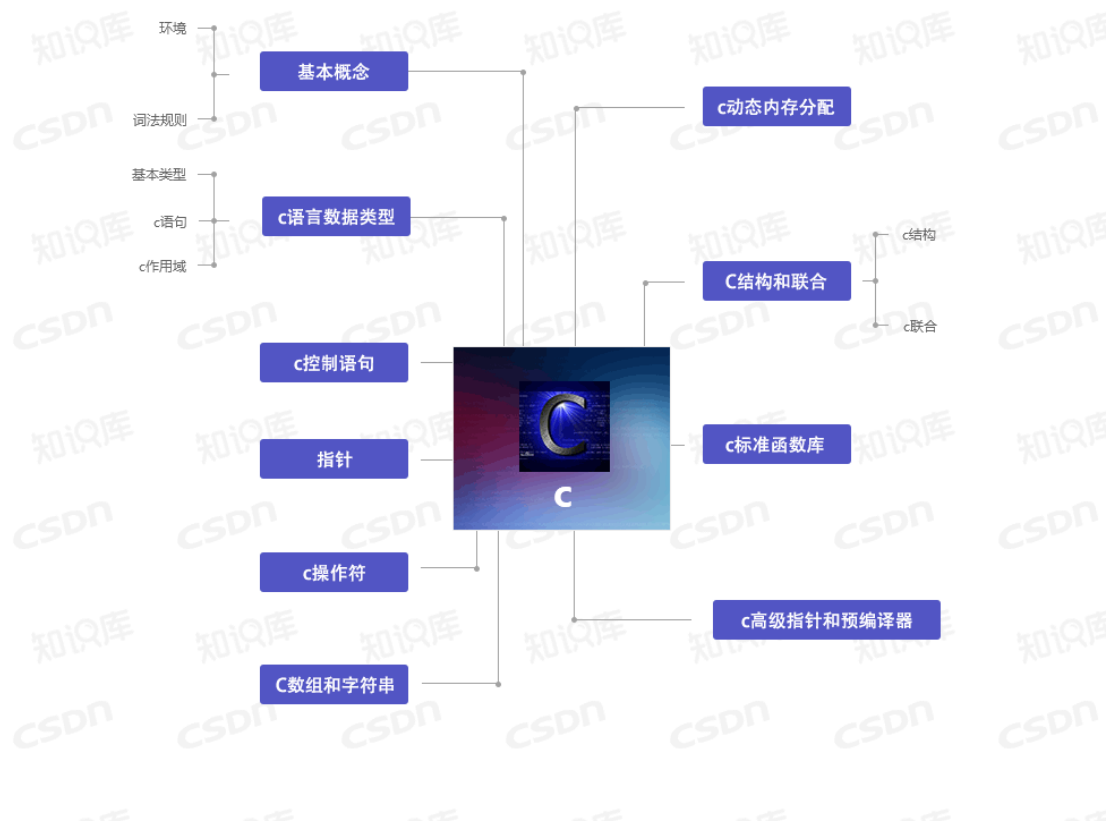 环境
基本概念
词法规则
基本类型
c语言数据类型
c语句
c作用域
c控制语句
指针
c操作符
C数组和字符串
c动态内存分配
c结构
C结构和联合
c联合
c标准函数库
c高级指针和预编译器
C
c
知识库
CSDN